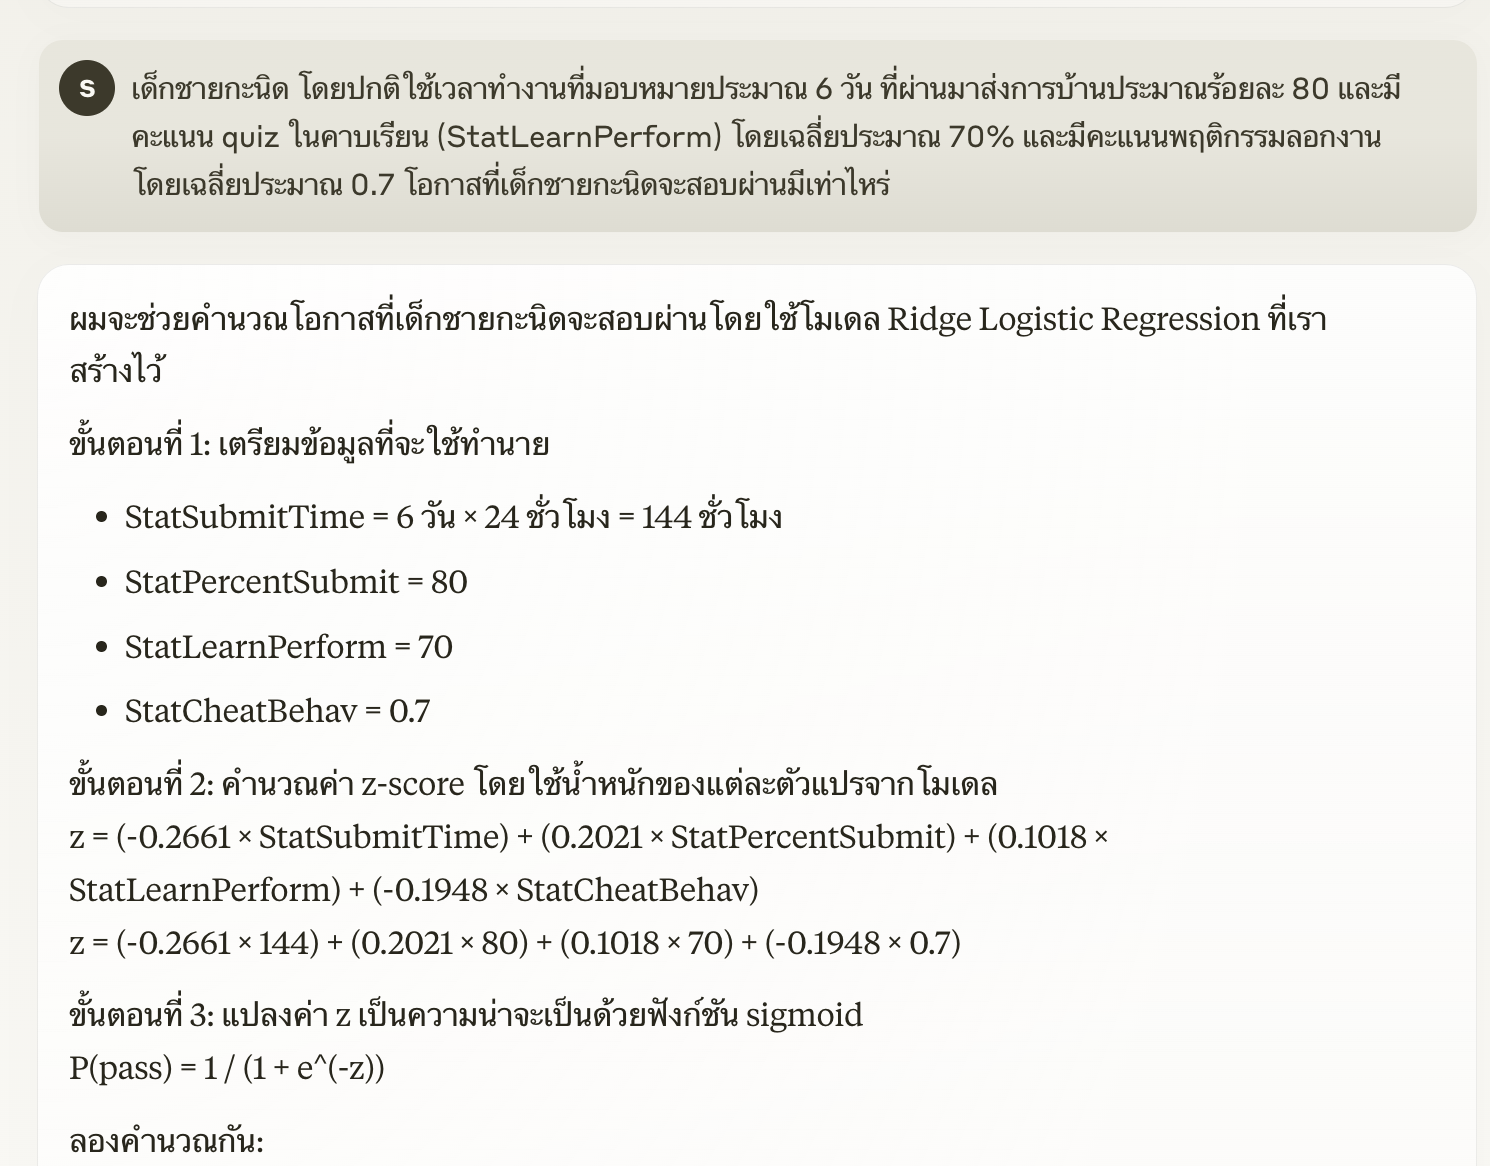 S
เด็กชายกะนิด โดยปกติใช้เวลาทำงานที่มอบหมายประมาณ 6 วัน ที่ผ่านมาส่งการบ้านประมาณร้อยละ 80 และมี
คะแนน quiz ในคาบเรียน (StatLearnPerform) โดยเฉลี่ยประมาณ 70% และมีคะแนนพฤติกรรมลอกงาน
โดยเฉลี่ยประมาณ 0.7 โอกาสที่เด็กชายกะนิดจะสอบผ่านมีเท่าไหร่
ผมจะช่วยคำนวณโอกาสที่เด็กชายกะนิดจะสอบผ่านโดยใช้โมเดล Ridge Logistic Regression ที่เรา
สร้างไว้
ขั้นตอนที่ 1: เตรียมข้อมูลที่จะใช้ทำนาย
• StatSubmitTime = 6 วัน × 24 ชั่วโมง = 144 ชั่วโมง
• StatPercentSubmit = 80
• StatLearnPerform = 70
• StatCheatBehav = 0.7
ขั้นตอนที่ 2: คำนวณค่า z-score โดยใช้น้ำหนักของแต่ละตัวแปรจากโมเดล
z = (-0.2661 × StatSubmitTime) + (0.2021 × StatPercentSubmit) + (0.1018 ×
StatLearnPerform) + (-0.1948 × StatCheatBehav)
z = (-0.2661 × 144) + (0.2021 × 80) + (0.1018 × 70) + (-0.1948 × 0.7)
ขั้นตอนที่ 3: แปลงค่า z เป็นความน่าจะเป็นด้วยฟังก์ชัน sigmoid
P(pass) = 1 / (1 + e^(-z))
ลองคำนวณกัน: